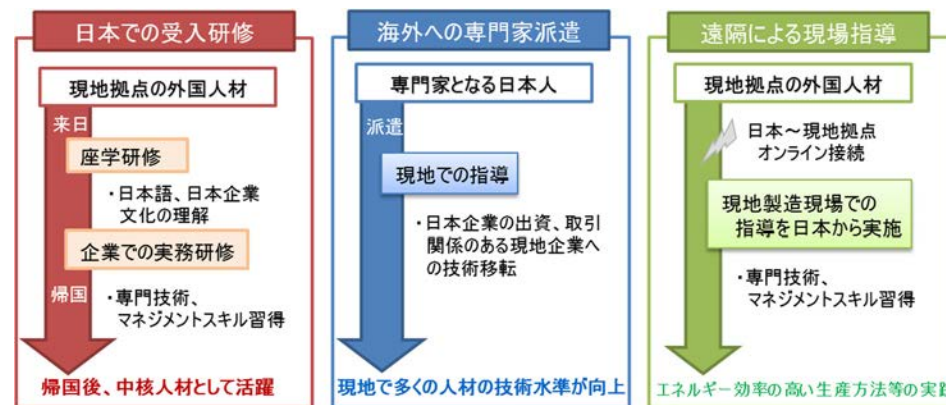 日本での受入研修
現地拠点の外国人材
来日
座学研修
・日本語、日本企業
文化の理解
企業での実務研修
帰国
・専門技術、
マネジメントスキル習得
帰国後、中核人材として活躍
海外への専門家派遣
専門家となる日本人
派遣
現地での指導
・日本企業の出資、取引
関係のある現地企業へ
の技術移転
現地で多くの人材の技術水準が向上
遠隔による現場指導
現地拠点の外国人材
日本～現地拠点
オンライン接続
現地製造現場での
指導を日本から実施
・専門技術、
マネジメントスキル習得
エネルギー効率の高い生産方法等の実践